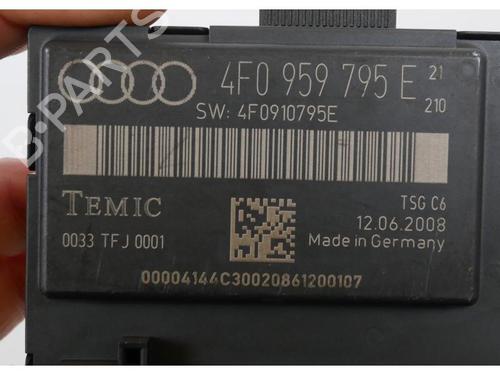 4F0 959 795 E 21
210
SW: 4F0910795E
TEMIC
TSG C6
12.06.2008
0033 TFJ 0001
Made in Germany
00004144C30020861200107